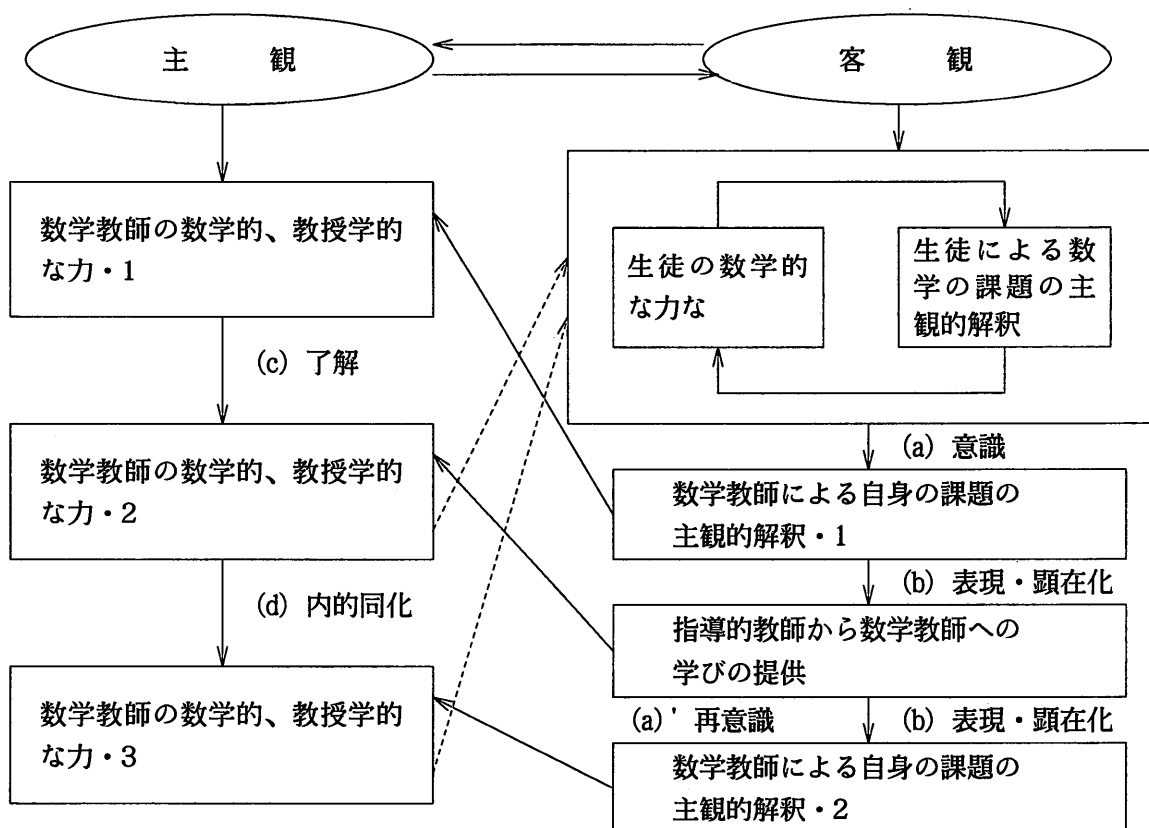 主　　観
客　　観
数学教師の数学的、教授学的
な力・1
生徒の数学的
な力な
生徒による数
学の課題の主
観的解釈
(c) 了解
(a) 意識
数学教師の数学的、教授学的
な力・2
数学教師による自身の課題の
主観的解釈・1
(b) 表現・顕在化
(d) 内的同化
指導的教師から数学教師への
学びの提供
(a)' 再意識
(b) 表現・顕在化
数学教師の数学的、教授学的
な力・3
数学教師による自身の課題の
主観的解釈・2